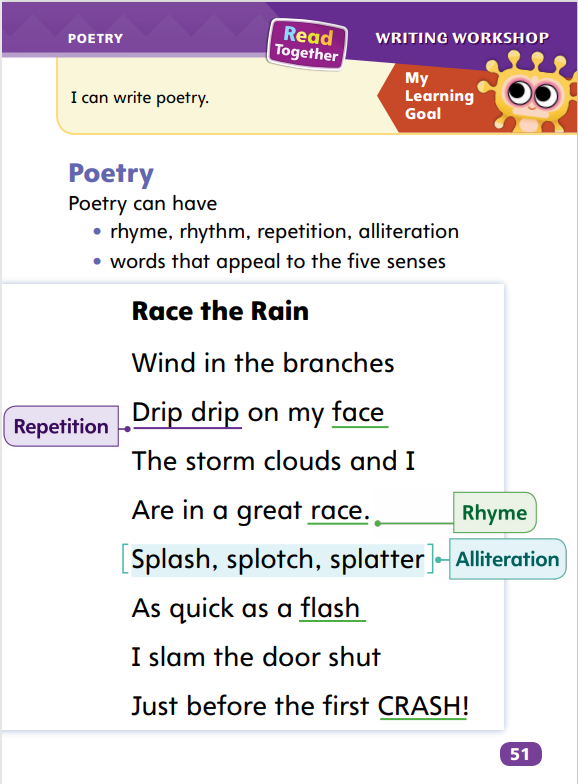 POETRY
Read
Together
WRITING WORKSHOP
I can write poetry.
My
Learning
Goal
Poetry
Poetry can have
• rhyme, rhythm, repetition, alliteration
• words that appeal to the five senses
Race the Rain
Wind in the branches
Repetition
Drip drip on my face
The storm clouds and I
Are in a great race.
Rhyme
Splash, splotch, splatter
Alliteration
As quick as a flash
I slam the door shut
Just before the first CRASH!
51